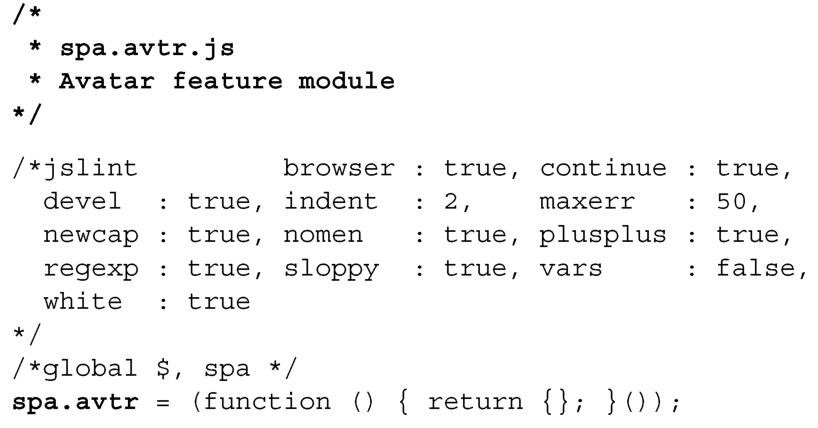 /*
 * spa.avtr.js
 * Avatar feature module
*/
/*jslint         browser : true, continue : true,
  devel  : true, indent  : 2,    maxerr   : 50,
  newcap : true, nomen   : true, plusplus : true,
  regexp : true, sloppy  : true, vars     : false,
  white  : true
*/
/*global $, spa */
spa.avtr = (function () { return {}; }());